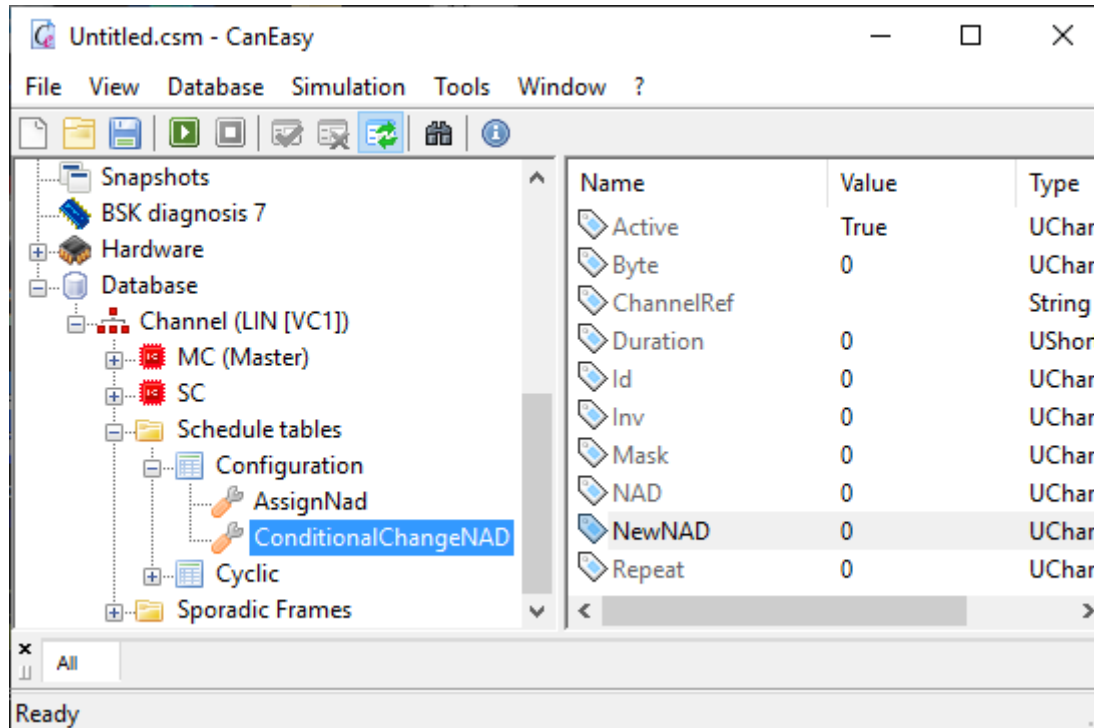 Untitled.csm - CanEasy
File View Database Simulation Tools Window ?
Snapshots
BSK diagnosis 7
Hardware
Database
Channel (LIN [VC1])
MC (Master)
SC
Schedule tables
Configuration
AssignNad
ConditionalChangeNAD
Cyclic
Sporadic Frames
Name Value Type
Active True UChar
Byte 0 UChar
ChannelRef String
Duration 0 UShor
Id 0 UChar
Inv 0 UChar
Mask 0 UChar
NAD 0 UChar
NewNAD 0 UChar
Repeat 0 UChar
All
Ready